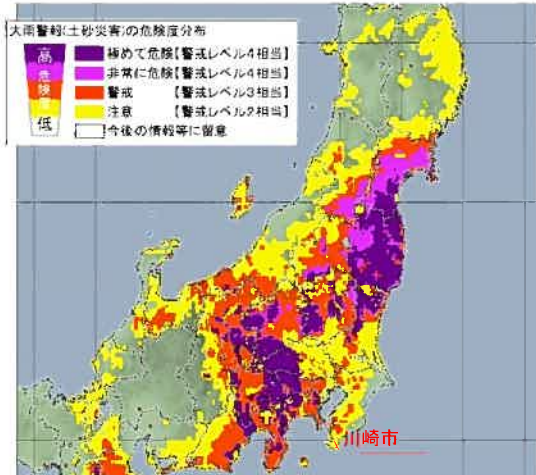 大雨警報(土砂災害)の危険度分布
高
危
険
度
低
極めて危険【警戒レベル4相当】
非常に危険【警戒レベル4相当】
警戒 【警戒レベル3相当】
注意 【警戒レベル2相当】
今後の情報等に留意
川崎市